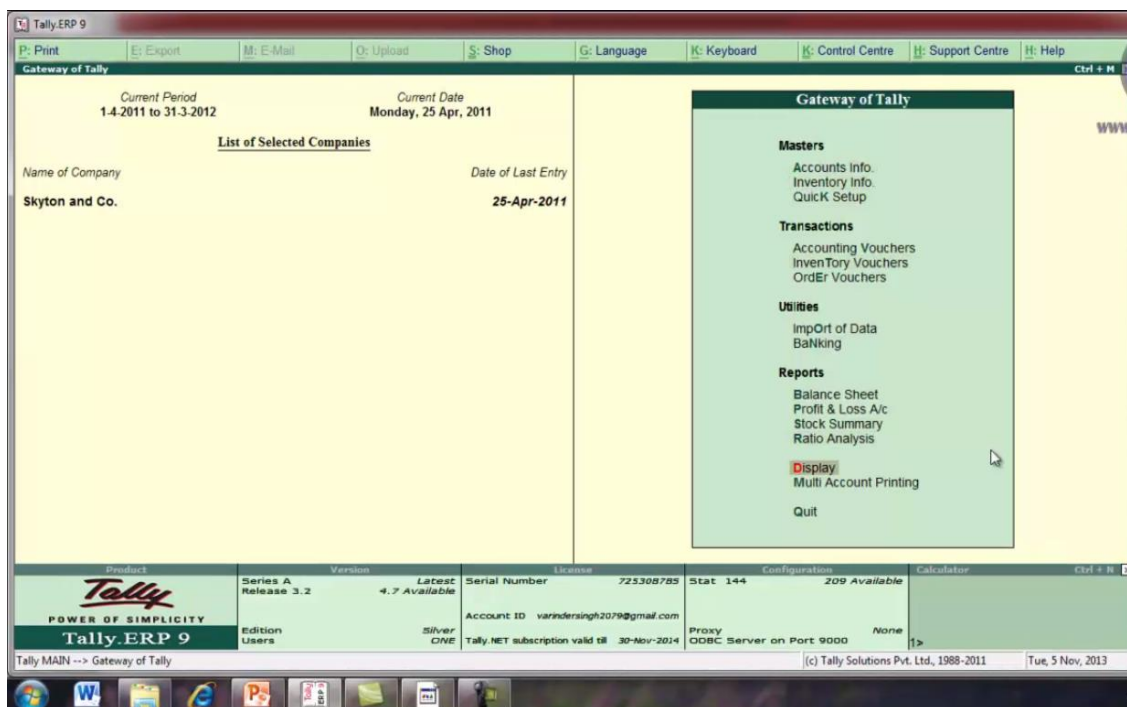 Tally.ERP 9
P: Print E: Export M: E-Mail O: Upload S: Shop G: Language K: Keyboard K: Control Centre H: Support Centre H: Help
Gateway of Tally Ctrl + M
Current Period Current Date
1-4-2011 to 31-3-2012 Monday, 25 Apr, 2011
List of Selected Companies
Name of Company Date of Last Entry
Skyton and Co. 25-Apr-2011
Gateway of Tally
www
Masters
Accounts Info.
Inventory Info.
QuicK Setup
Transactions
Accounting Vouchers
InvenTory Vouchers
OrdEr Vouchers
Utilities
ImpOrt of Data
BaNking
Reports
Balance Sheet
Profit & Loss A/c
Stock Summary
Ratio Analysis
Display
Multi Account Printing
Quit
Product Version License Configuration Calculator Ctrl + N
Tally
POWER OF SIMPLICITY
Tally.ERP 9
Series A Latest
Release 3.2 4.7 Available
Edition Silver
Users ONE
Serial Number 725308785
Account ID varindersingh2079@gmail.com
Tally.NET subscription valid till 30-Nov-2014
Stat 144 209 Available
Proxy None
ODBC Server on Port 9000
1>
Tally MAIN --> Gateway of Tally (c) Tally Solutions Pvt. Ltd., 1988-2011 Tue, 5 Nov, 2013